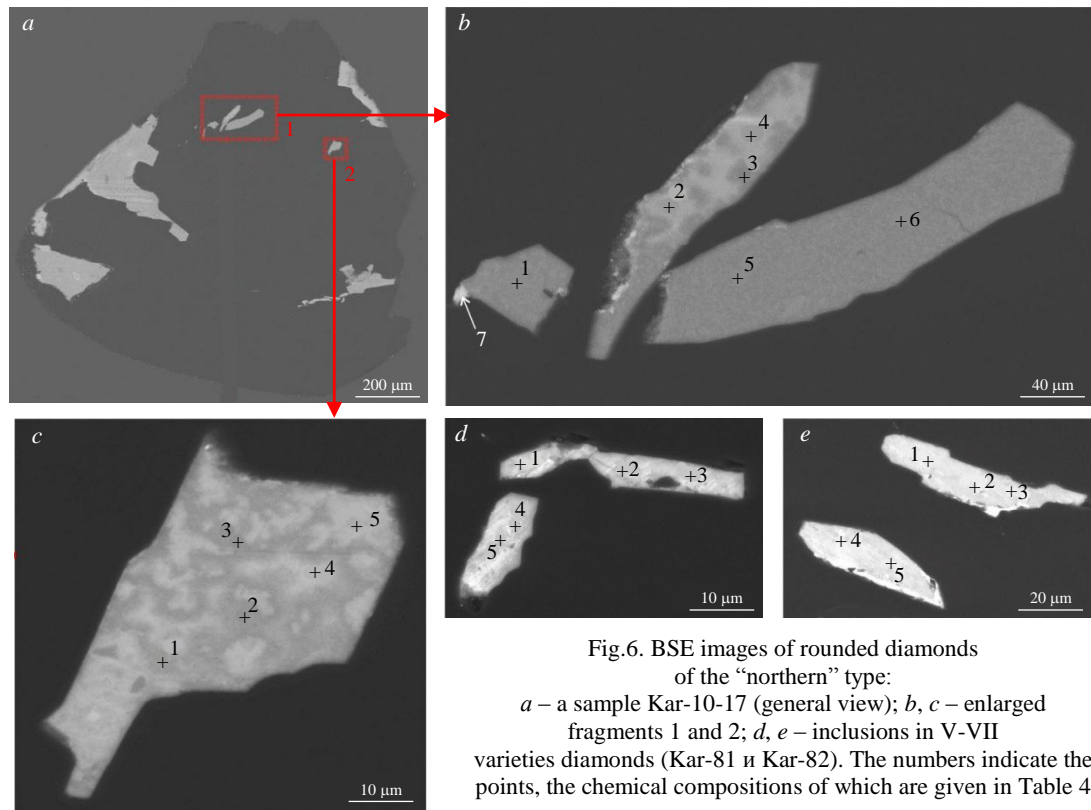 a
1
2
200 µm
b
4
3
2
6
1
5
7
40 µm
c
5
3
4
2
1
10 µm
d
1
2
3
4
5
10 µm
e
1
2
3
4
5
20 µm
Fig.6. BSE images of rounded diamonds
of the “northern” type:
a – a sample Kar-10-17 (general view); b, c – enlarged
fragments 1 and 2; d, e – inclusions in V-VII
varieties diamonds (Kar-81 и Kar-82). The numbers indicate the
points, the chemical compositions of which are given in Table 4